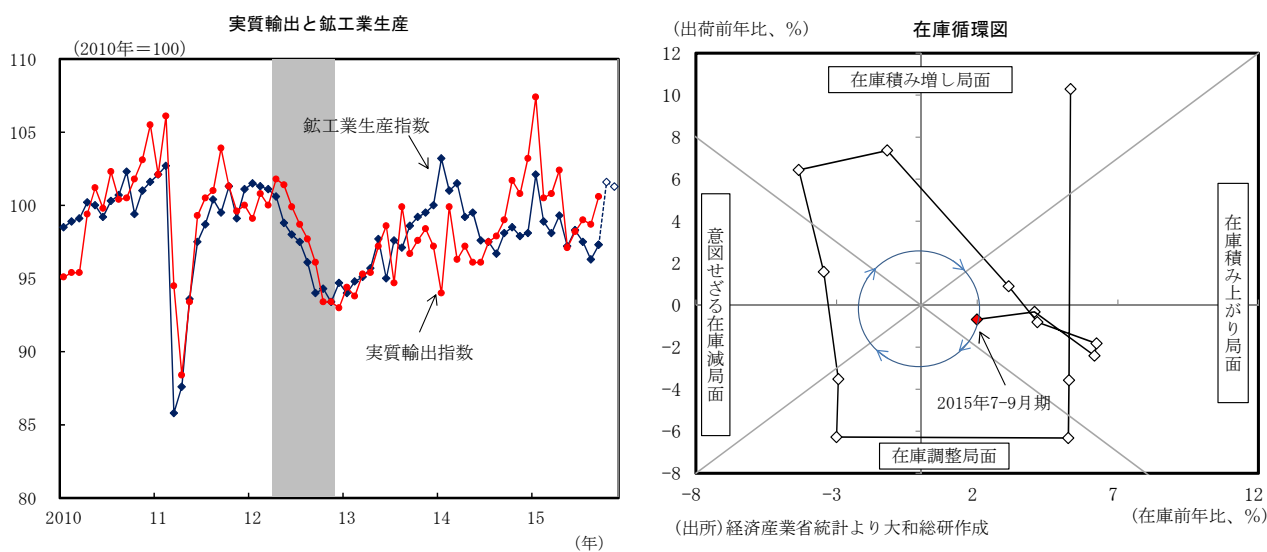 実質輸出と鉱工業生産
(2010年＝100)
110
105
100
95
90
85
80
2010
11
12
13
14
15
(年)
鉱工業生産指数
実質輸出指数
在庫循環図
(出荷前年比、%)
12
10
8
6
4
2
0
-2
-4
-6
-8
-8
-3
2
7
12
(在庫前年比、%)
在庫積み増し局面
意図せざる在庫減局面
在庫積み上がり局面
2015年7-9月期
在庫調整局面
(出所)経済産業省統計より大和総研作成